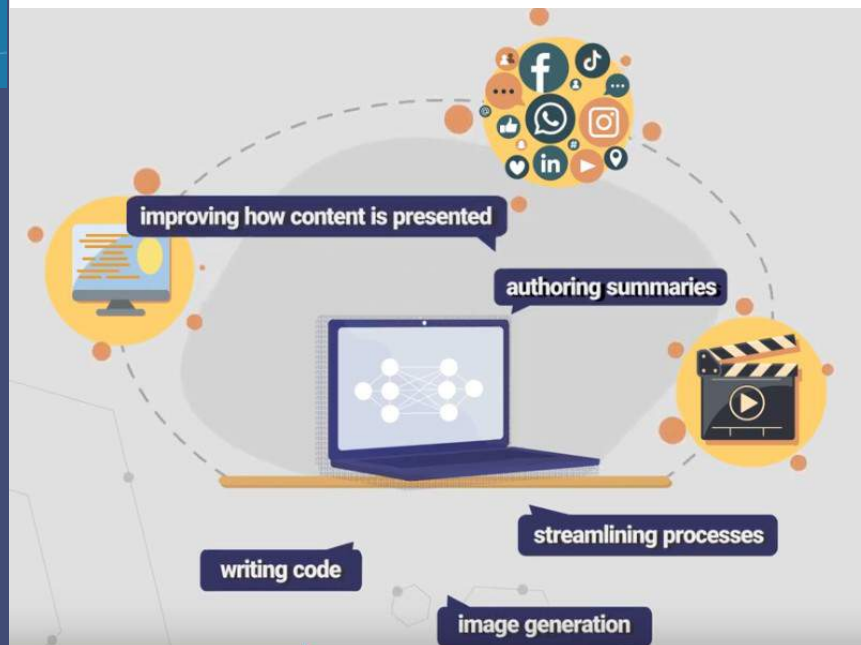 improving how content is presented
authoring summaries
streamlining processes
writing code
image generation